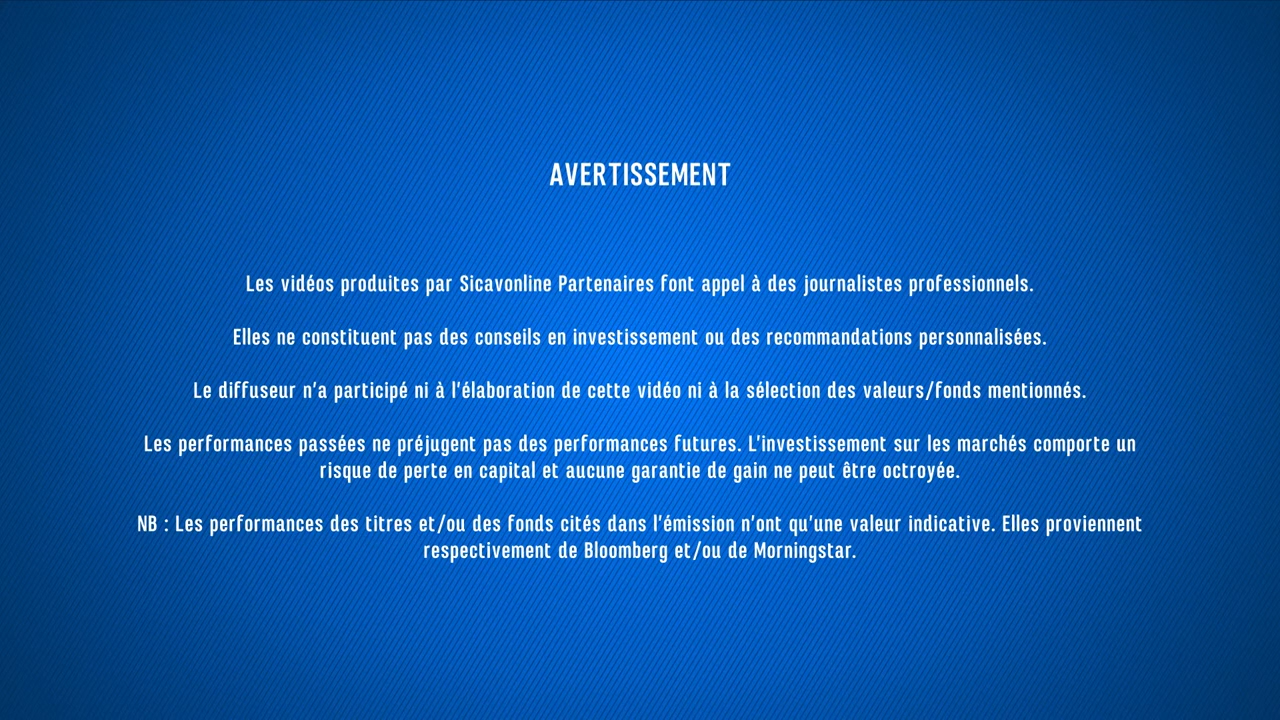 AVERTISSEMENT
Les vidéos produites par Sicavonline Partenaires font appel à des journalistes professionnels.
Elles ne constituent pas des conseils en investissement ou des recommandations personnalisées.
Le diffuseur n'a participé ni à l'élaboration de cette vidéo ni à la sélection des valeurs/fonds mentionnés.
Les performances passées ne préjugent pas des performances futures. L'investissement sur les marchés comporte un
risque de perte en capital et aucune garantie de gain ne peut être octroyée.
NB : Les performances des titres et/ou des fonds cités dans l'émission n'ont qu'une valeur indicative. Elles proviennent
respectivement de Bloomberg et/ou de Morningstar.